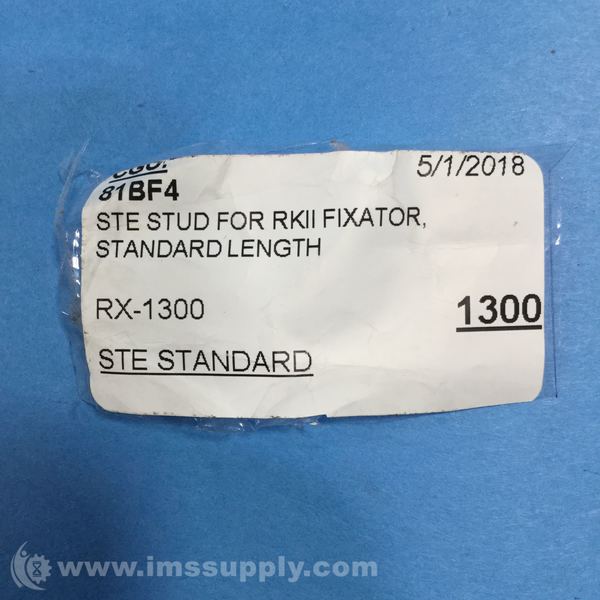 5/1/2018
81BF4
STE STUD FOR RKII FIXATOR,
STANDARD LENGTH
RX-1300
1300
STE STANDARD
www.imssupply.com